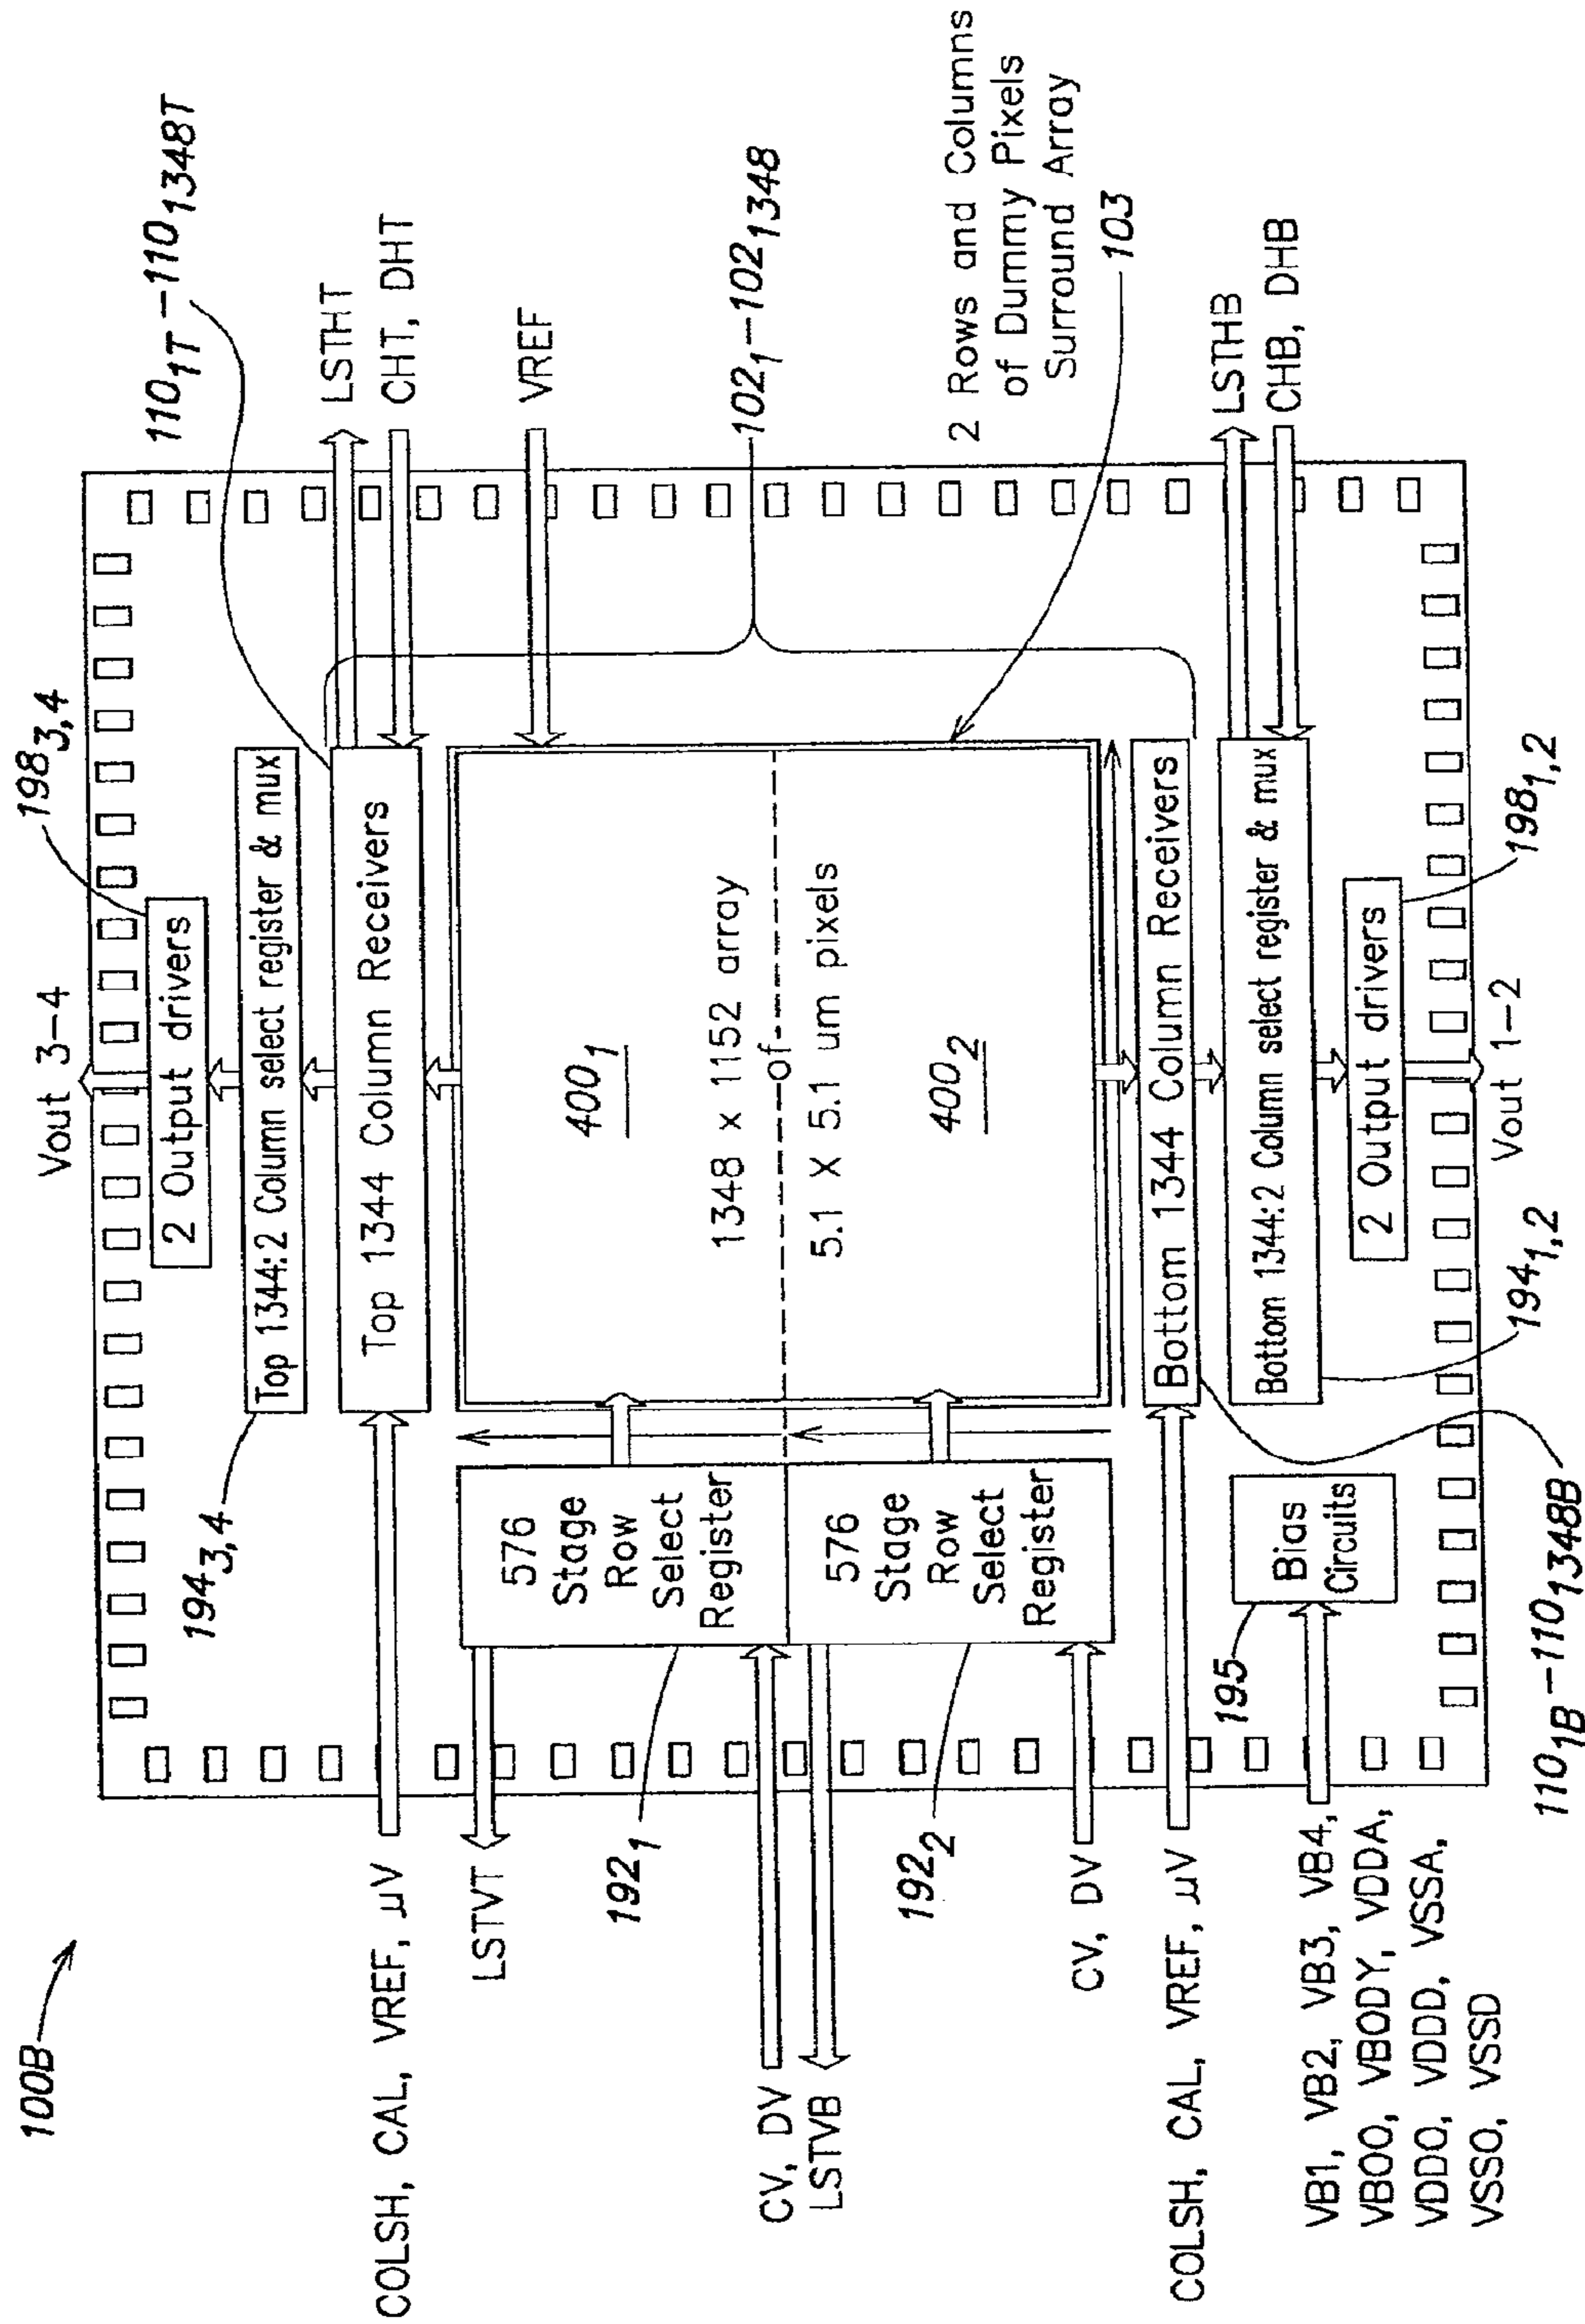 100B
Vout 3-4
198₃,₄
2 Output drivers
194₃,₄
Top 1344:2 Column select register & mux
110₁T-110₁₃₄₈T
COLSH, CAL, VREF, µV
Top 1344 Column Receivers
LSTHT
CHT, DHT
LSTVT
VREF
192₁
576
Stage
Row
Select
Register
400₁
1348 x 1152 array
of
5.1 X 5.1 um pixels
102₁-102₁₃₄₈
CV, DV
LSTVB
192₂
576
Stage
Row
Select
Register
400₂
2 Rows and Columns
of Dummy Pixels
Surround Array
103
CV, DV
COLSH, CAL, VREF, µV
Bottom 1344 Column Receivers
LSTHB
CHB, DHB
Bottom 1344:2 Column select register & mux
195
Bias
Circuits
VB1, VB2, VB3, VB4,
VBOO, VBODY, VDDA,
VDDO, VDDD, VSSA,
VSSO, VSSD
2 Output drivers
110₁B-110₁₃₄₈B
194₁,₂
Vout 1-2
198₁,₂